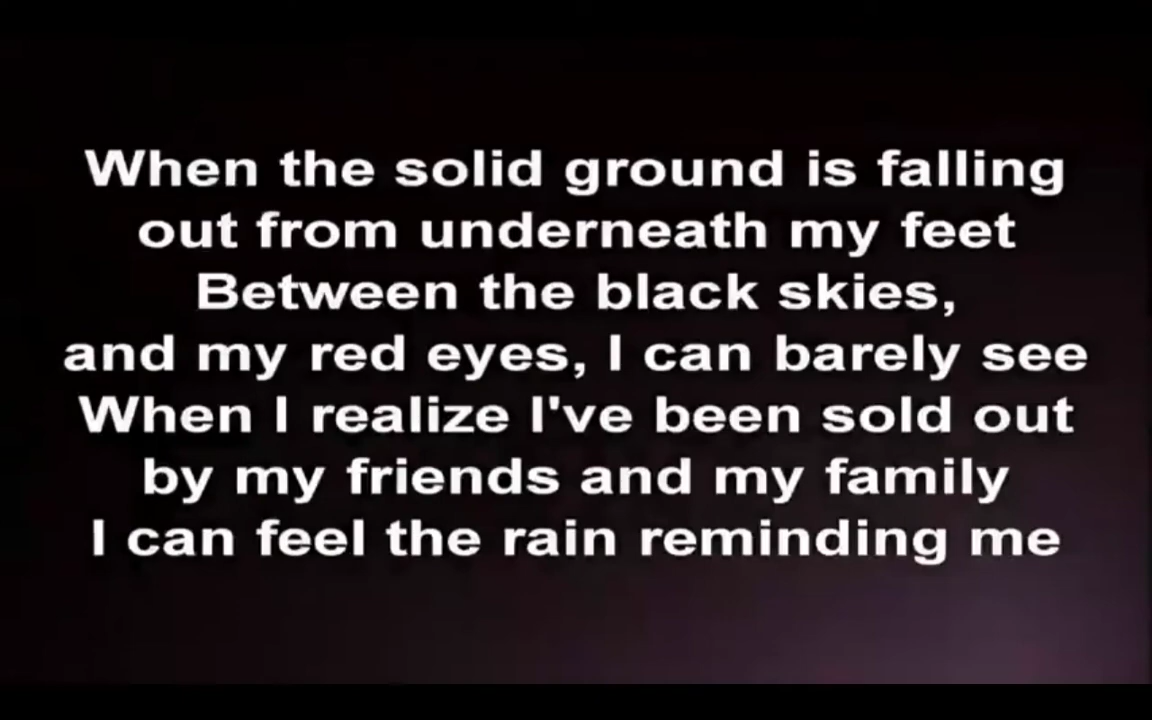 When the solid ground is falling
out from underneath my feet
Between the black skies,
and my red eyes, I can barely see
When I realize I've been sold out
by my friends and my family
I can feel the rain reminding me